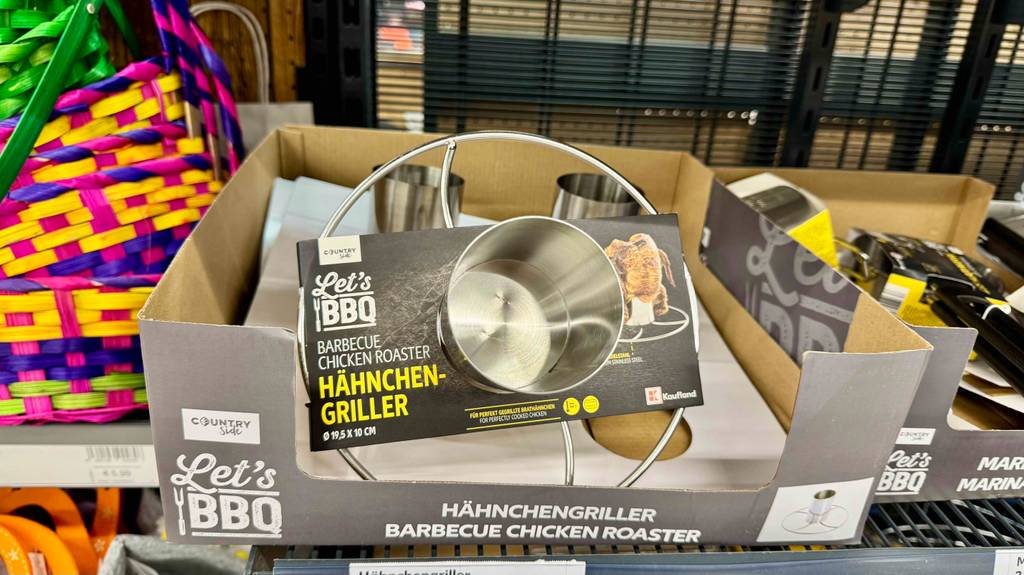 COUNTRY
Side
Let's
BBQ
BARBECUE
CHICKEN ROASTER
HÄHNCHEN-
GRILLER
Ø 19,5 X 10 CM
FÜR PERFEKT GEGRILLTE BRATHÄHNCHEN
FOR PERFECTLY COOKED CHICKEN
STAINLESS STEEL
Kaufland
COUNTRY
Side
Let's
BBQ
HÄHNCHENGRILLER
BARBECUE CHICKEN ROASTER
Let's
COUNTRY
Side
Let's
BBQ
MAR
MARINA
Hähnchengriller